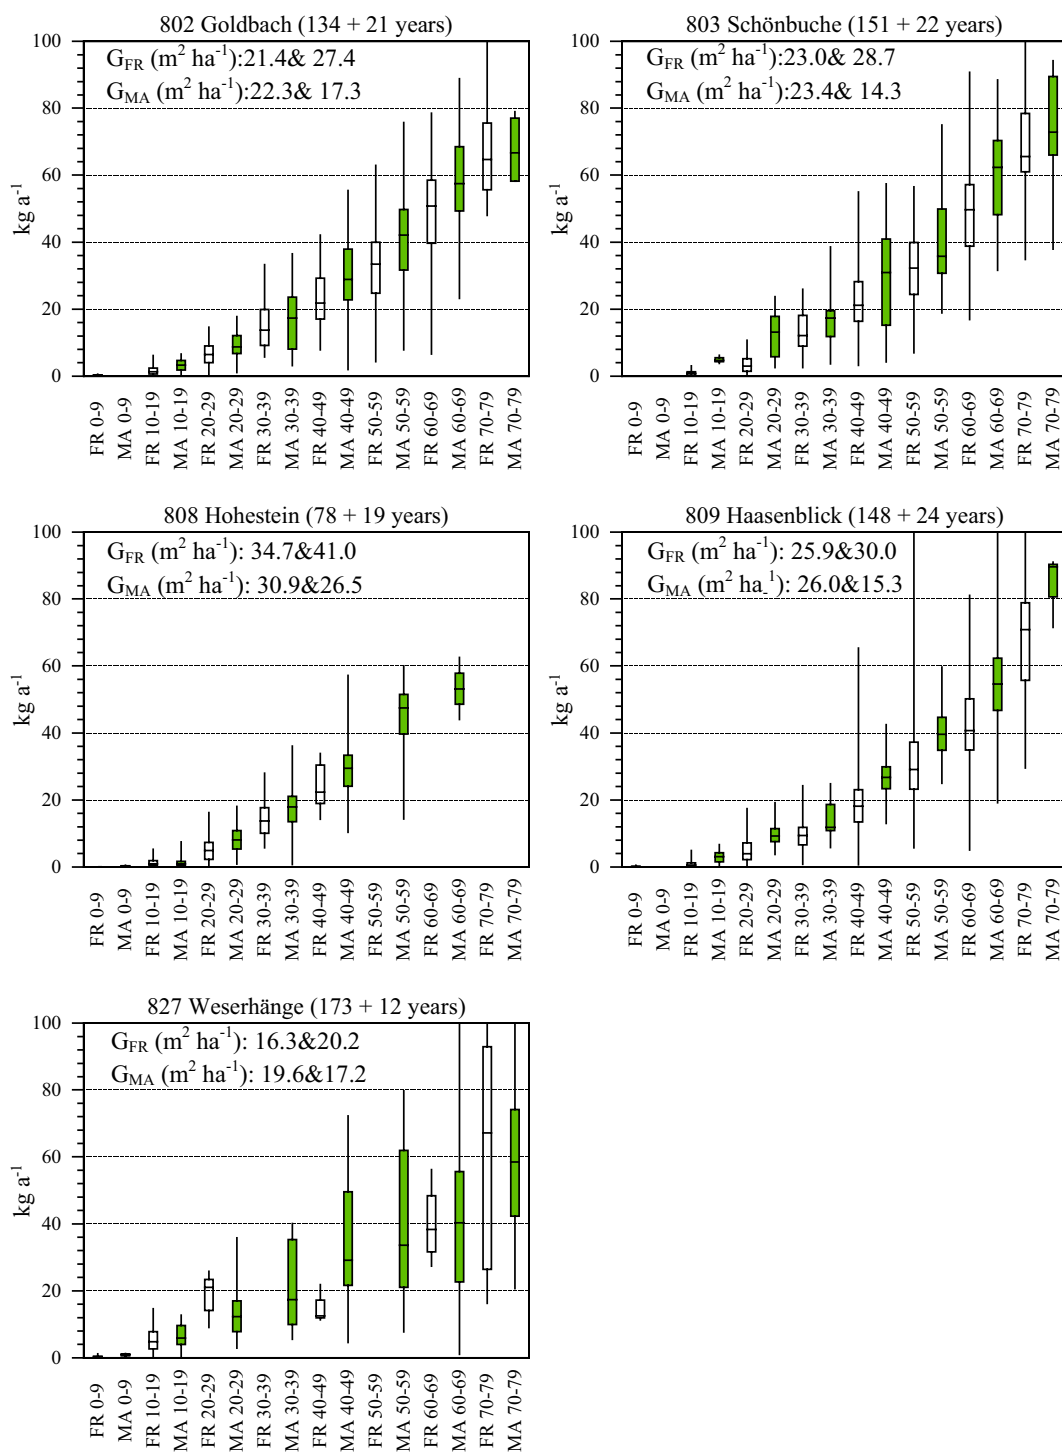 802 Goldbach (134 + 21 years)
G_FR (m² ha⁻¹):21.4& 27.4
G_MA (m² ha⁻¹):22.3& 17.3
kg a⁻¹
100
80
60
40
20
0
FR 0-9
MA 0-9
FR 10-19
MA 10-19
FR 20-29
MA 20-29
FR 30-39
MA 30-39
FR 40-49
MA 40-49
FR 50-59
MA 50-59
FR 60-69
MA 60-69
FR 70-79
MA 70-79
803 Schönbuche (151 + 22 years)
G_FR (m² ha⁻¹):23.0& 28.7
G_MA (m² ha⁻¹):23.4& 14.3
kg a⁻¹
100
80
60
40
20
0
FR 0-9
MA 0-9
FR 10-19
MA 10-19
FR 20-29
MA 20-29
FR 30-39
MA 30-39
FR 40-49
MA 40-49
FR 50-59
MA 50-59
FR 60-69
MA 60-69
FR 70-79
MA 70-79
808 Hohestein (78 + 19 years)
G_FR (m² ha⁻¹): 34.7&41.0
G_MA (m² ha⁻¹): 30.9&26.5
kg a⁻¹
100
80
60
40
20
0
FR 0-9
MA 0-9
FR 10-19
MA 10-19
FR 20-29
MA 20-29
FR 30-39
MA 30-39
FR 40-49
MA 40-49
FR 50-59
MA 50-59
FR 60-69
MA 60-69
FR 70-79
MA 70-79
809 Haasenblick (148 + 24 years)
G_FR (m² ha⁻¹): 25.9&30.0
G_MA (m² ha⁻¹): 26.0&15.3
kg a⁻¹
100
80
60
40
20
0
FR 0-9
MA 0-9
FR 10-19
MA 10-19
FR 20-29
MA 20-29
FR 30-39
MA 30-39
FR 40-49
MA 40-49
FR 50-59
MA 50-59
FR 60-69
MA 60-69
FR 70-79
MA 70-79
827 Weserhänge (173 + 12 years)
G_FR (m² ha⁻¹): 16.3&20.2
G_MA (m² ha⁻¹): 19.6&17.2
kg a⁻¹
100
80
60
40
20
0
FR 0-9
MA 0-9
FR 10-19
MA 10-19
FR 20-29
MA 20-29
FR 30-39
MA 30-39
FR 40-49
MA 40-49
FR 50-59
MA 50-59
FR 60-69
MA 60-69
FR 70-79
MA 70-79